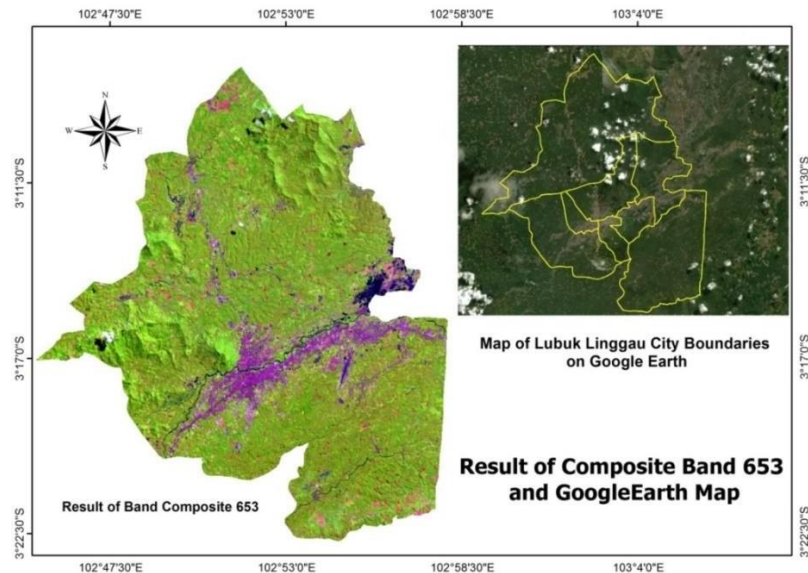 102°47'30"E 102°53'0"E 102°58'30"E 103°4'0"E
N
W E
S
3°11'30"S 3°11'30"S
Map of Lubuk Linggau City Boundaries
on Google Earth
3°17'0"S 3°17'0"S
Result of Composite Band 653
and GoogleEarth Map
Result of Band Composite 653
3°22'30"S 3°22'30"S
102°47'30"E 102°53'0"E 102°58'30"E 103°4'0"E